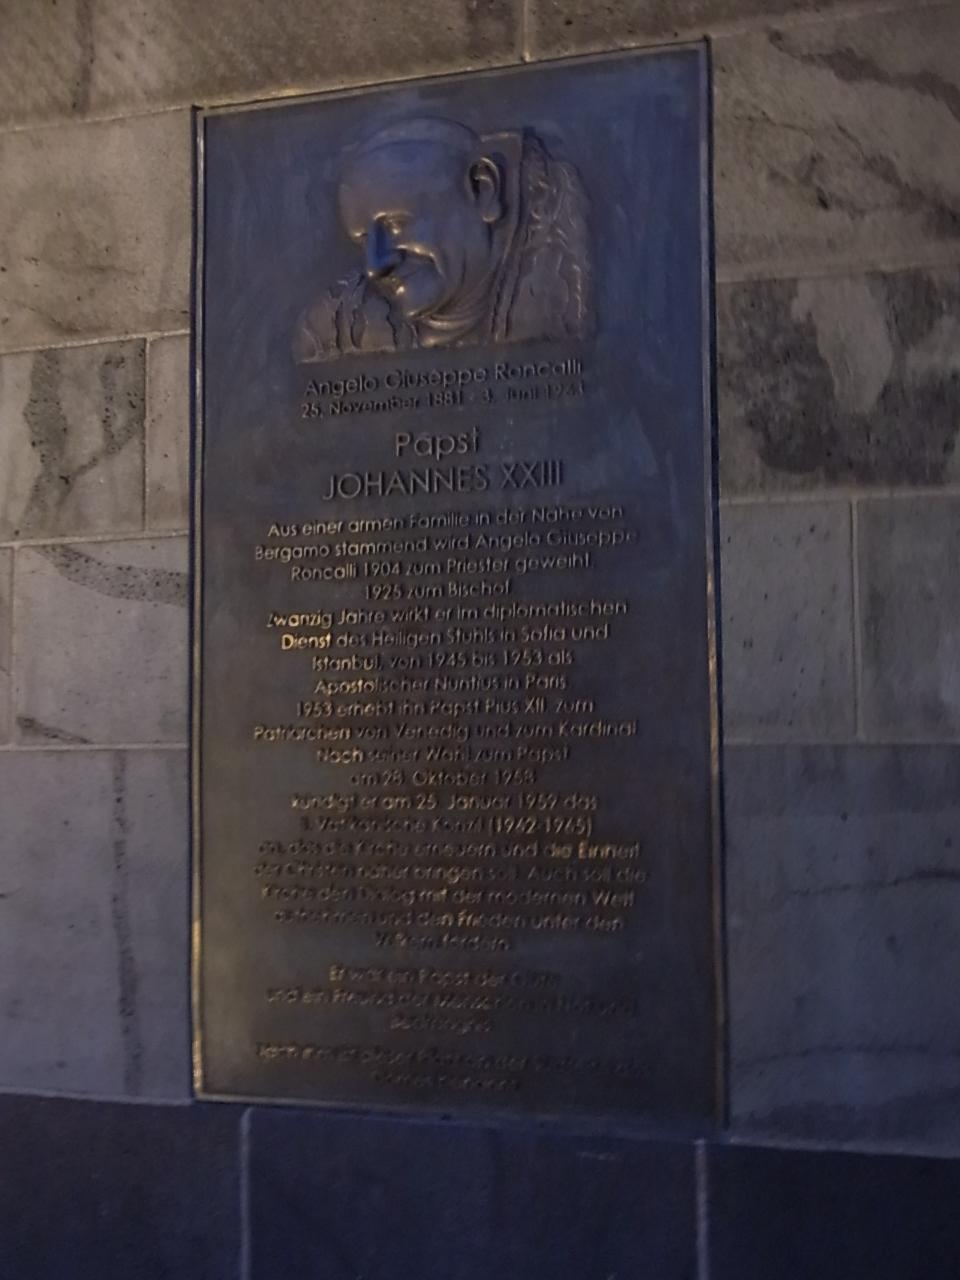 Angelo Giuseppe Roncalli
25. November 1881 - 3. Juni 1963
Papst
JOHANNES XXIII
Aus einer armen Familie in der Nähe von
Bergamo stammend wird Angelo Giuseppe
Roncalli 1904 zum Priester geweiht,
1925 zum Bischof.
Zwanzig Jahre wirkt er im diplomatischen
Dienst des Heiligen Stuhls in Sofia und
Istanbul, von 1945 bis 1953 als
Apostolischer Nuntius in Paris
1953 erhebt ihn Papst Pius XII. zum
Patriarchen von Venedig und zum Kardinal
Nach seiner Wahl zum Papst
am 28. Oktober 1958
kündigt er am 25. Januar 1959 das
II. Vatikanische Konzil (1942-1965)
an, das die Kirche erneuern und die Einheit
der Christen näher bringen soll. Auch soll die
Kirche den Dialog mit der modernen Welt
aufnehmen und den Frieden unter den
Völkern fördern.
Er war ein Papst der
und ein Freund der Menschen